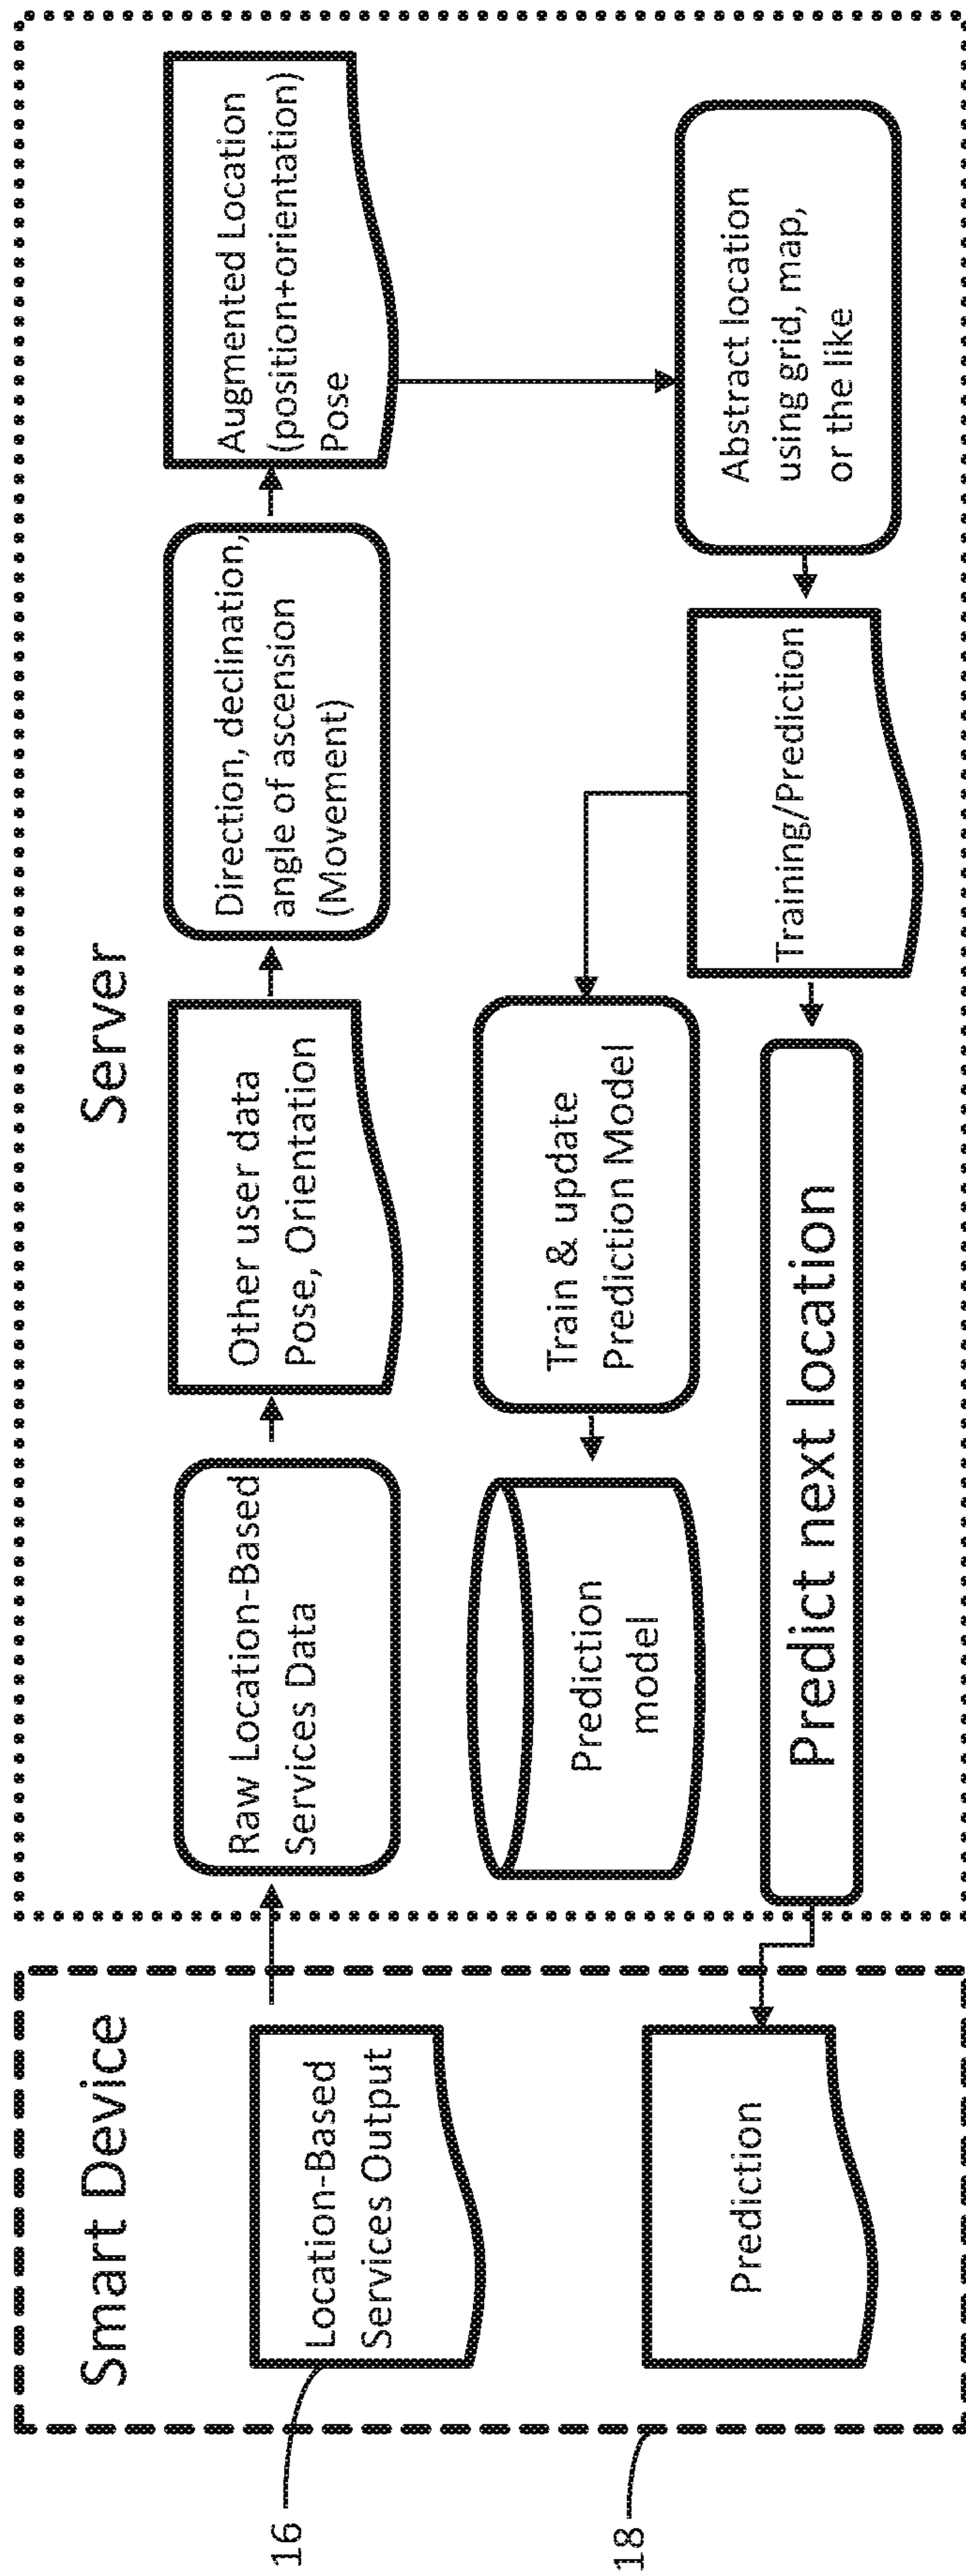 Smart Device
Server
16
Location-Based
Services Output
Raw Location-Based
Services Data
Other user data
Pose, Orientation
Direction, declination,
angle of ascension
(Movement)
Augmented Location
(position+orientation)
Pose
Prediction
model
Train & update
Prediction Model
18
Prediction
Predict next location
Training/Prediction
Abstract location
using grid, map,
or the like